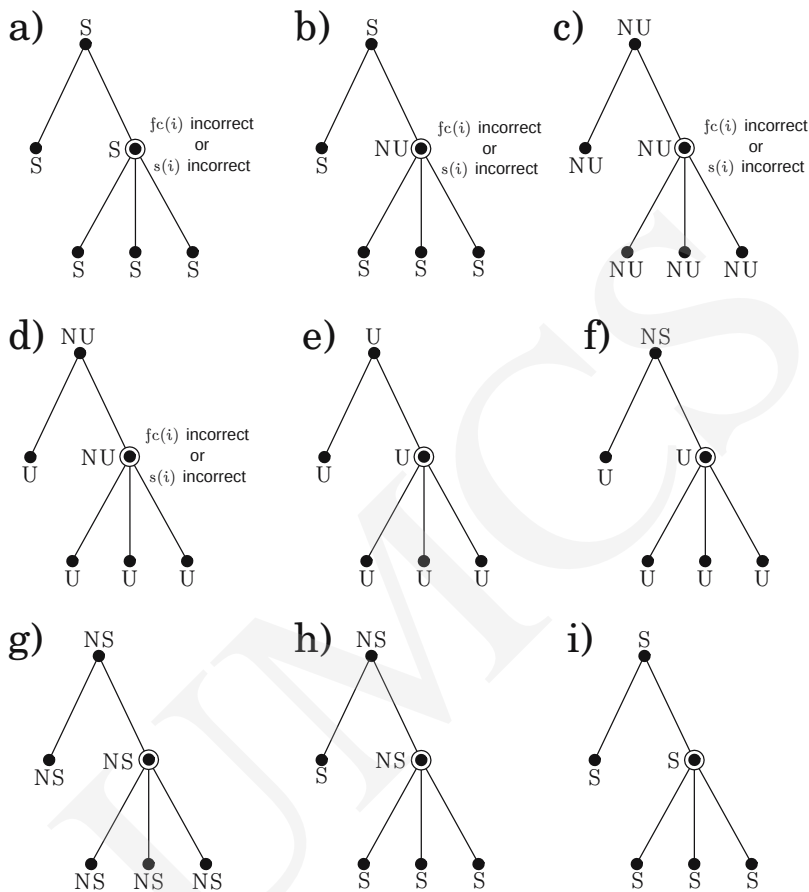 a)
S
fc(i) incorrect
or
s(i) incorrect
S
S
S S S
b)
S
fc(i) incorrect
or
s(i) incorrect
NU
S
S S S
c)
NU
fc(i) incorrect
or
s(i) incorrect
NU
NU
NU NU NU
d)
NU
fc(i) incorrect
or
s(i) incorrect
NU
U
U U U
e)
U
U
U
U U U
f)
NS
U
U
U U U
g)
NS
NS
NS
NS NS NS
h)
NS
NS
S
S S S
i)
S
S
S
S S S
UMCS